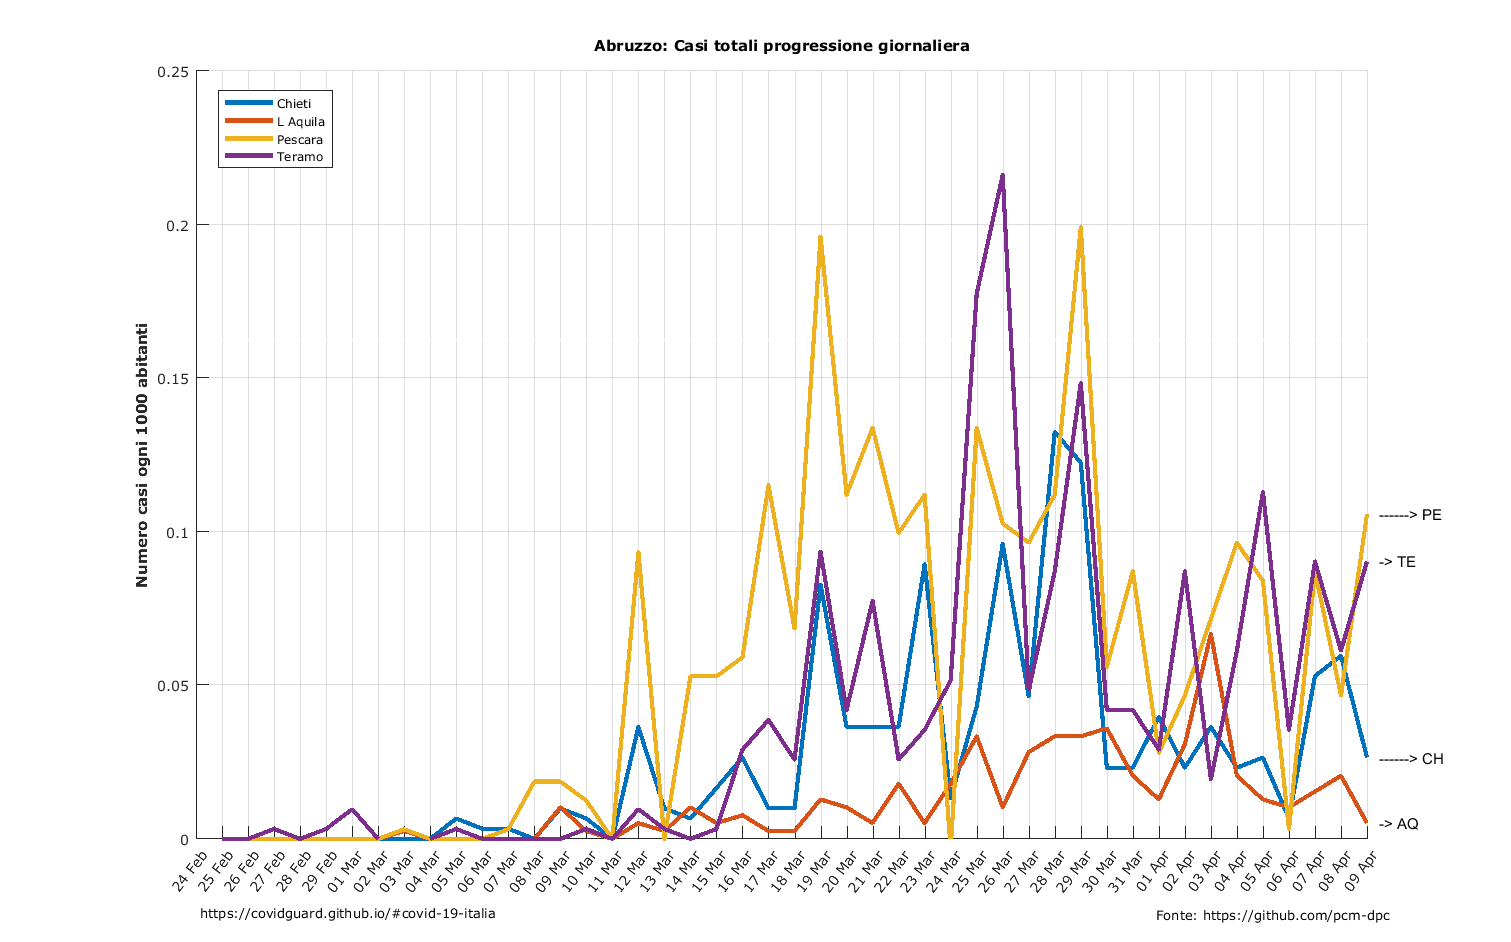 Abruzzo: Casi totali progressione giornaliera
0.25
0.2
0.15
0.1
0.05
0
Numero casi ogni 1000 abitanti
Chieti
L Aquila
Pescara
Teramo
------> PE
-> TE
------> CH
-> AQ
24 Feb
25 Feb
26 Feb
27 Feb
28 Feb
29 Feb
01 Mar
02 Mar
03 Mar
04 Mar
05 Mar
06 Mar
07 Mar
08 Mar
09 Mar
10 Mar
11 Mar
12 Mar
13 Mar
14 Mar
15 Mar
16 Mar
17 Mar
18 Mar
19 Mar
20 Mar
21 Mar
22 Mar
23 Mar
24 Mar
25 Mar
26 Mar
27 Mar
28 Mar
29 Mar
30 Mar
31 Mar
01 Apr
02 Apr
03 Apr
04 Apr
05 Apr
06 Apr
07 Apr
08 Apr
09 Apr
https://covidguard.github.io/#covid-19-italia
Fonte: https://github.com/pcm-dpc